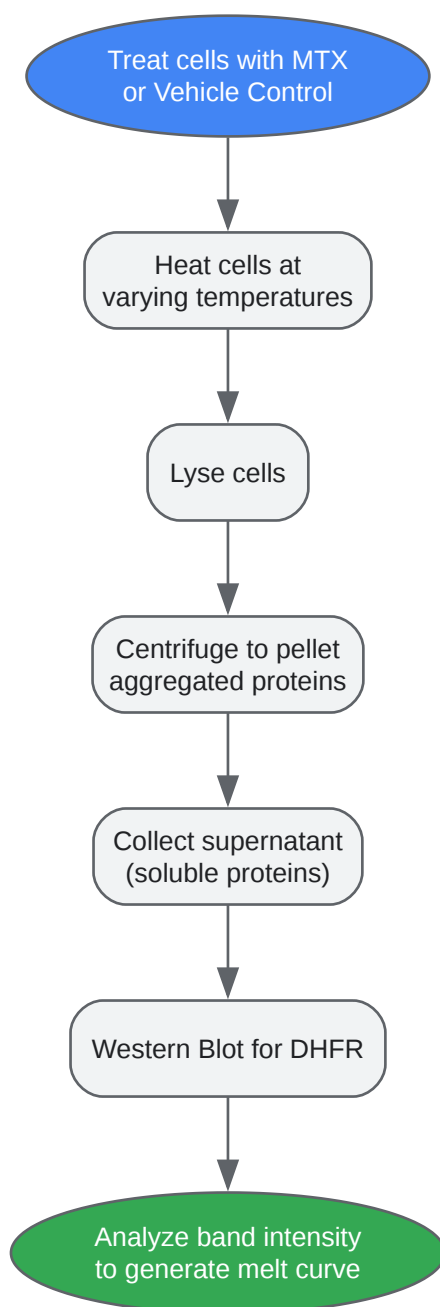 Treat cells with MTX
or Vehicle Control
Heat cells at
varying temperatures
Lyse cells
Centrifuge to pellet
aggregated proteins
Collect supernatant
(soluble proteins)
Western Blot for DHFR
Analyze band intensity
to generate melt curve